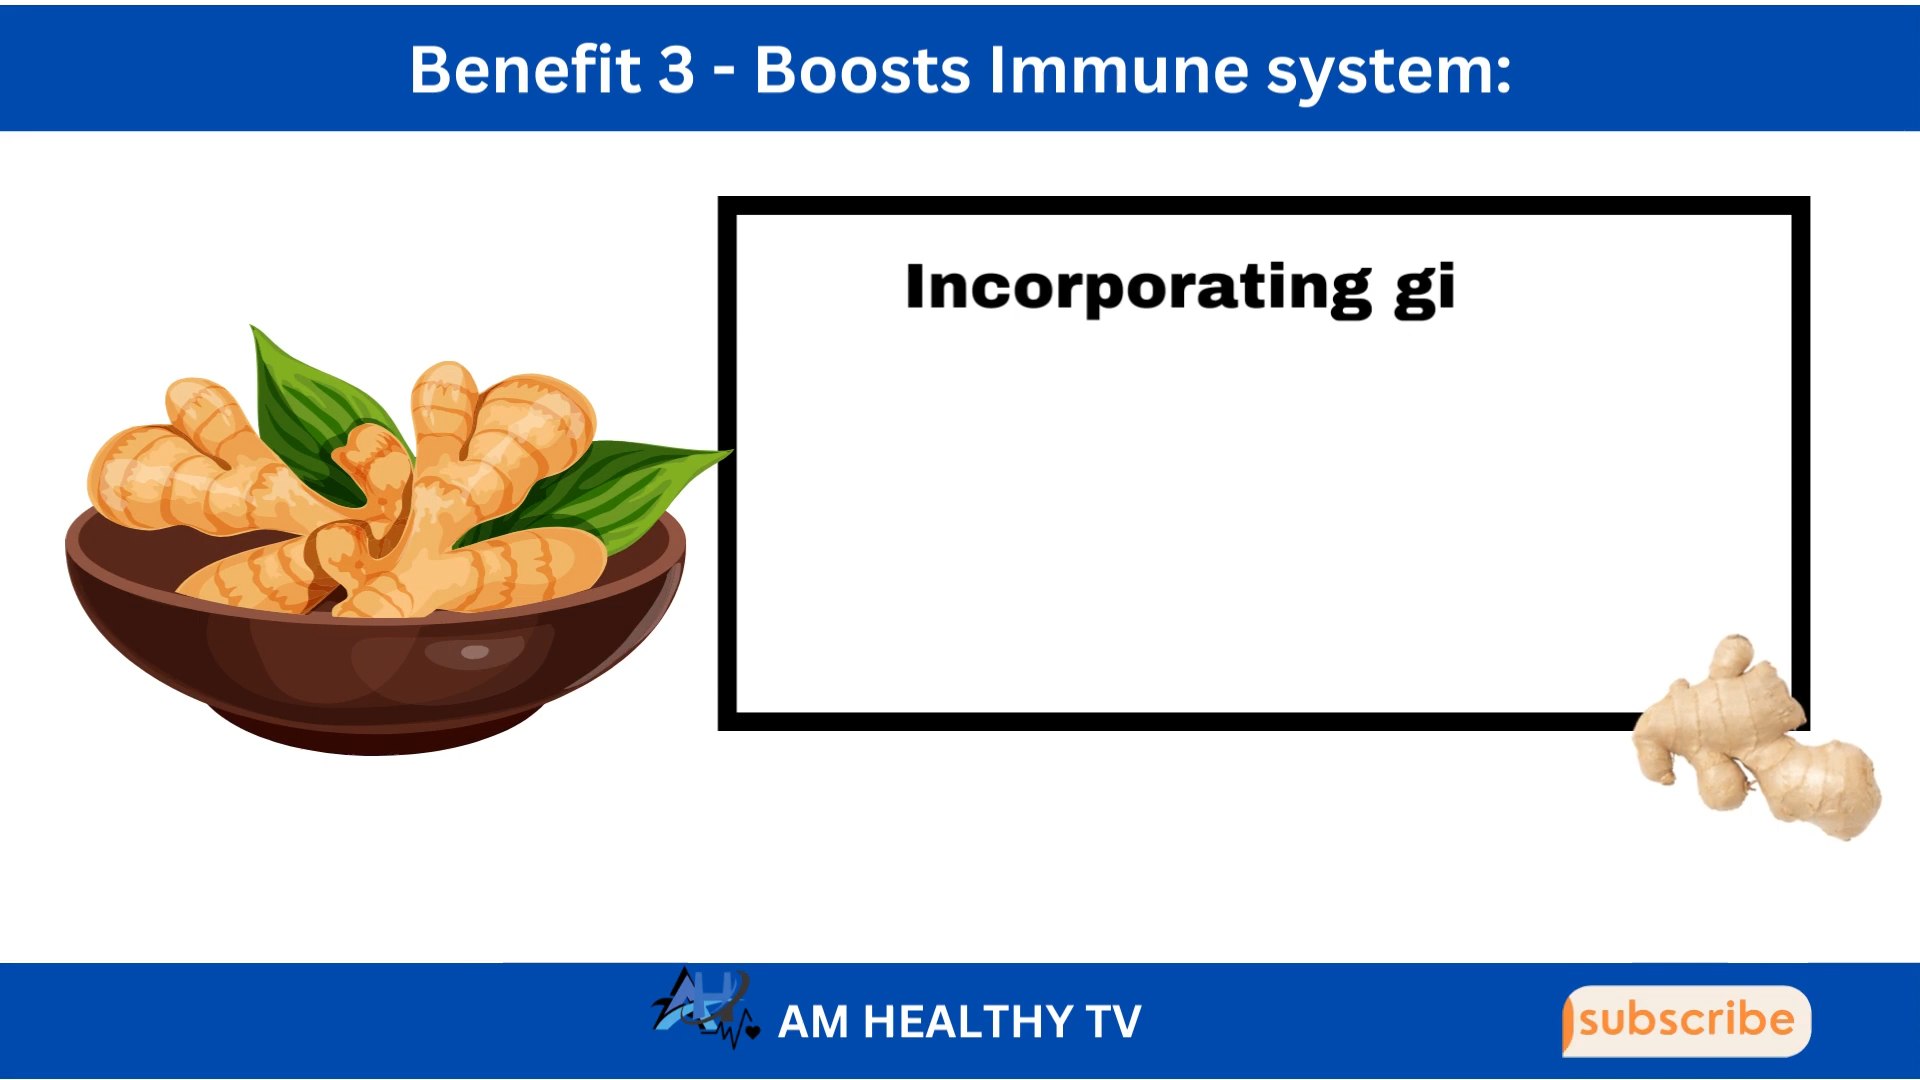 Benefit 3 - Boosts Immune system:
Incorporating gi
AM HEALTHY TV
subscribe